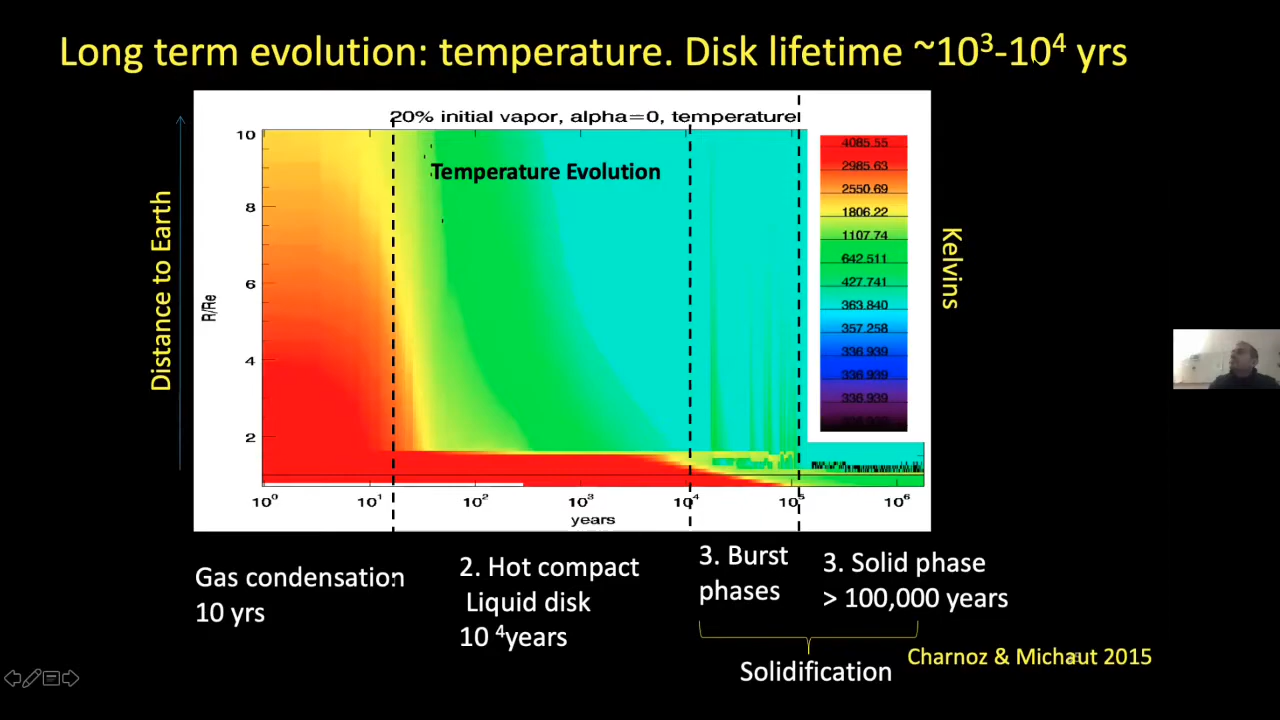 Long term evolution: temperature. Disk lifetime ~10³-10⁴ yrs
20% initial vapor, alpha=0, temperature
Temperature Evolution
Distance to Earth
R/Re
10
8
6
4
2
10⁰ 10¹ 10² 10³ 10⁴ 10⁵ 10⁶
years
4085.55
2985.63
2550.69
1806.22
1107.74
642.511
427.741
363.840
357.258
336.939
336.939
336.939
Kelvins
Gas condensation
10 yrs
2. Hot compact
Liquid disk
10 ⁴years
3. Burst
phases
3. Solid phase
> 100,000 years
Solidification
Charnoz & Michaut 2015